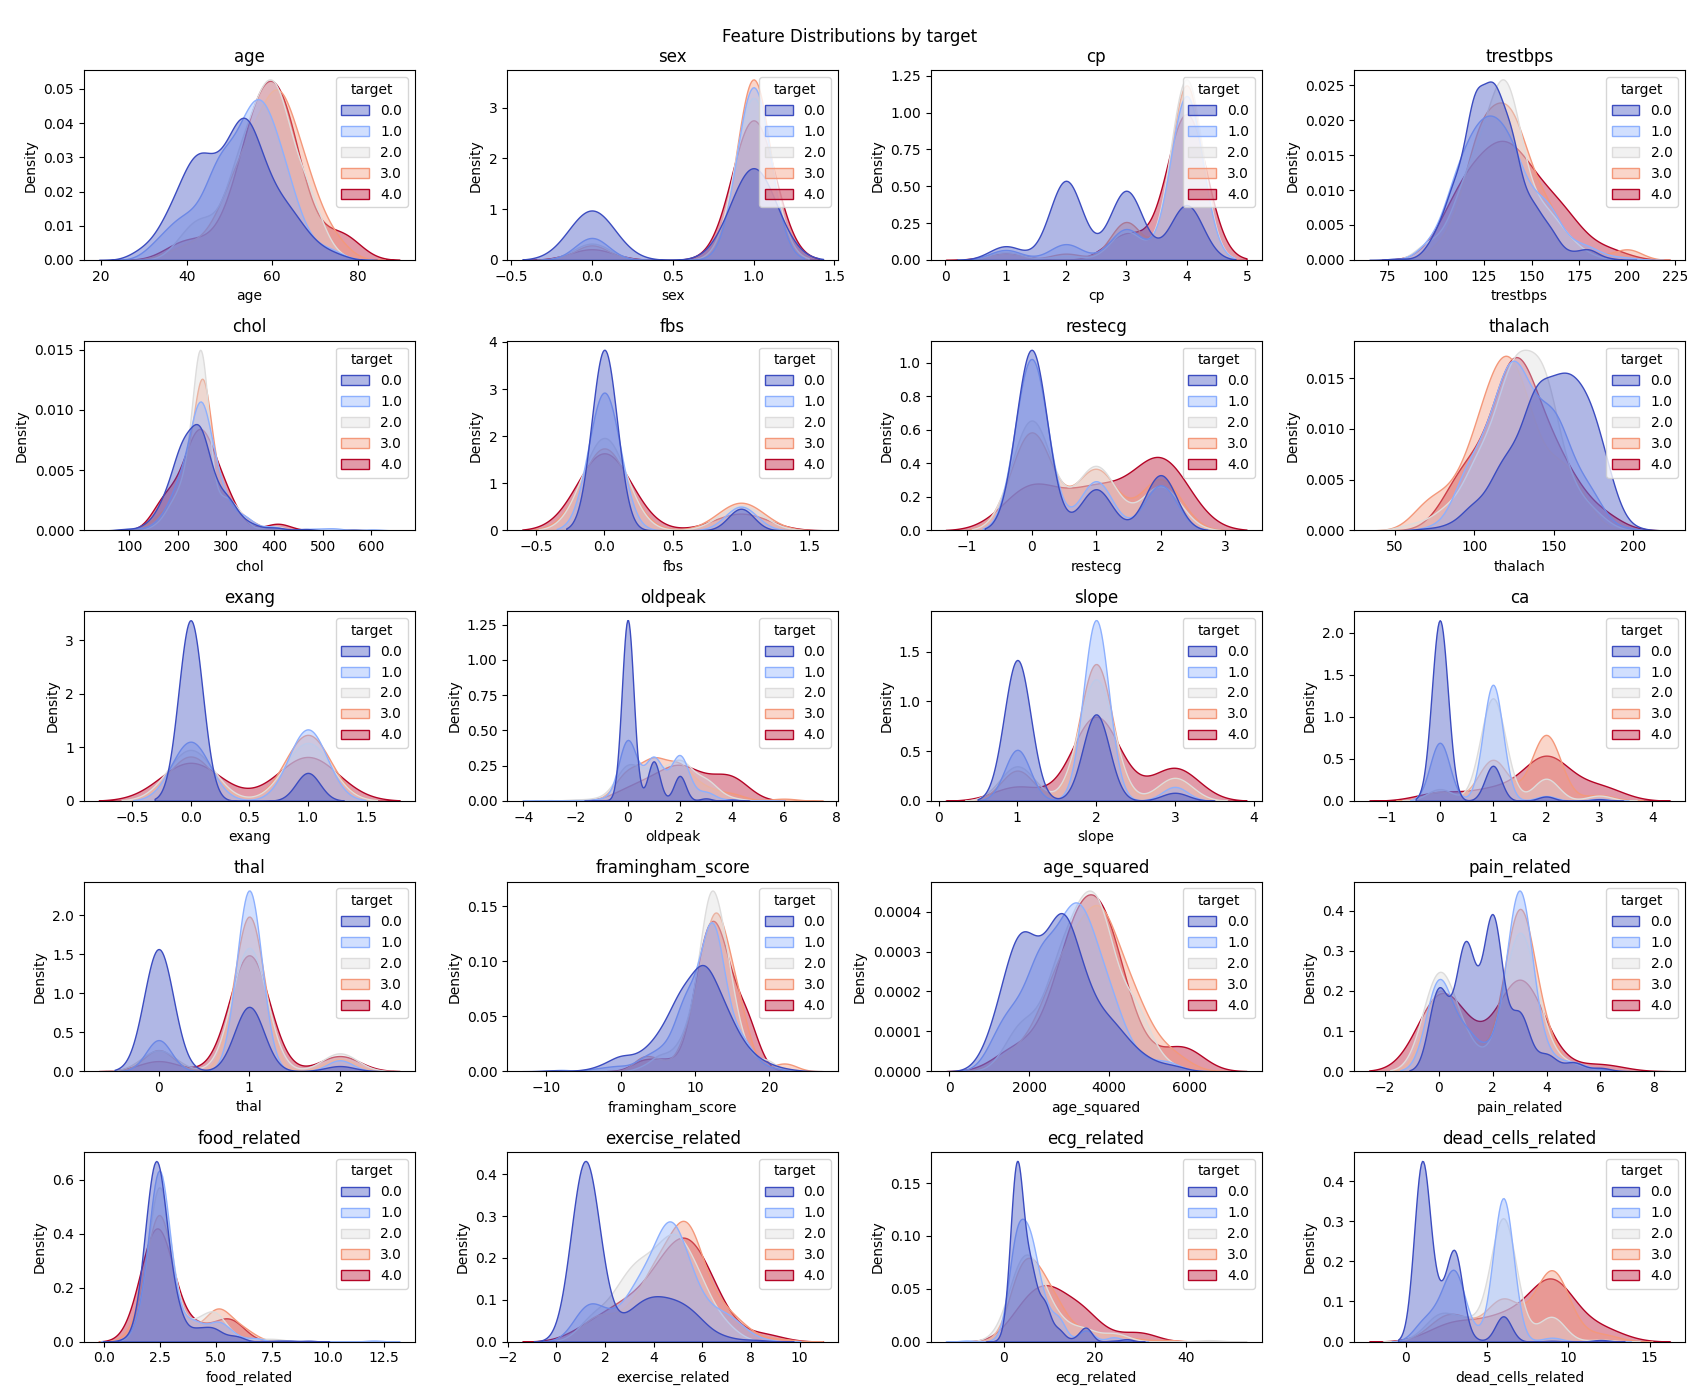 Feature Distributions by target
age
sex
cp
trestbps
0.05
0.04
0.03
0.02
0.01
0.00
Density
20 40 60 80
age
target
0.0
1.0
2.0
3.0
4.0
3
2
1
0
Density
−0.5 0.0 0.5 1.0 1.5
sex
target
0.0
1.0
2.0
3.0
4.0
1.25
1.00
0.75
0.50
0.25
0.00
Density
0 1 2 3 4 5
cp
target
0.0
1.0
2.0
3.0
4.0
0.025
0.020
0.015
0.010
0.005
0.000
Density
75 100 125 150 175 200 225
trestbps
target
0.0
1.0
2.0
3.0
4.0
chol
fbs
restecg
thalach
0.015
0.010
0.005
0.000
Density
100 200 300 400 500 600
chol
target
0.0
1.0
2.0
3.0
4.0
4
3
2
1
0
Density
−0.5 0.0 0.5 1.0 1.5
fbs
target
0.0
1.0
2.0
3.0
4.0
1.0
0.8
0.6
0.4
0.2
0.0
Density
−1 0 1 2 3
restecg
target
0.0
1.0
2.0
3.0
4.0
0.015
0.010
0.005
0.000
Density
50 100 150 200
thalach
target
0.0
1.0
2.0
3.0
4.0
exang
oldpeak
slope
ca
3
2
1
0
Density
−0.5 0.0 0.5 1.0 1.5
exang
target
0.0
1.0
2.0
3.0
4.0
1.25
1.00
0.75
0.50
0.25
0.00
Density
−4 −2 0 2 4 6 8
oldpeak
target
0.0
1.0
2.0
3.0
4.0
1.5
1.0
0.5
0.0
Density
0 1 2 3 4
slope
target
0.0
1.0
2.0
3.0
4.0
2.0
1.5
1.0
0.5
0.0
Density
−1 0 1 2 3 4
ca
target
0.0
1.0
2.0
3.0
4.0
thal
framingham_score
age_squared
pain_related
2.0
1.5
1.0
0.5
0.0
Density
0 1 2
thal
target
0.0
1.0
2.0
3.0
4.0
0.15
0.10
0.05
0.00
Density
−10 0 10 20
framingham_score
target
0.0
1.0
2.0
3.0
4.0
0.0004
0.0003
0.0002
0.0001
0.0000
Density
0 2000 4000 6000
age_squared
target
0.0
1.0
2.0
3.0
4.0
0.4
0.3
0.2
0.1
0.0
Density
−2 0 2 4 6 8
pain_related
target
0.0
1.0
2.0
3.0
4.0
food_related
exercise_related
ecg_related
dead_cells_related
0.6
0.4
0.2
0.0
Density
0.0 2.5 5.0 7.5 10.0 12.5
food_related
target
0.0
1.0
2.0
3.0
4.0
0.4
0.3
0.2
0.1
0.0
Density
−2 0 2 4 6 8 10
exercise_related
target
0.0
1.0
2.0
3.0
4.0
0.15
0.10
0.05
0.00
Density
0 20 40
ecg_related
target
0.0
1.0
2.0
3.0
4.0
0.4
0.3
0.2
0.1
0.0
Density
0 5 10 15
dead_cells_related
target
0.0
1.0
2.0
3.0
4.0